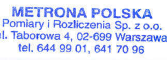 METRONA POLSKA
Pomiary i Rozliczenia Sp. z o.o.
ul. Taborowa 4, 02-699 Warszawa
tel. 644 99 01, 641 70 96